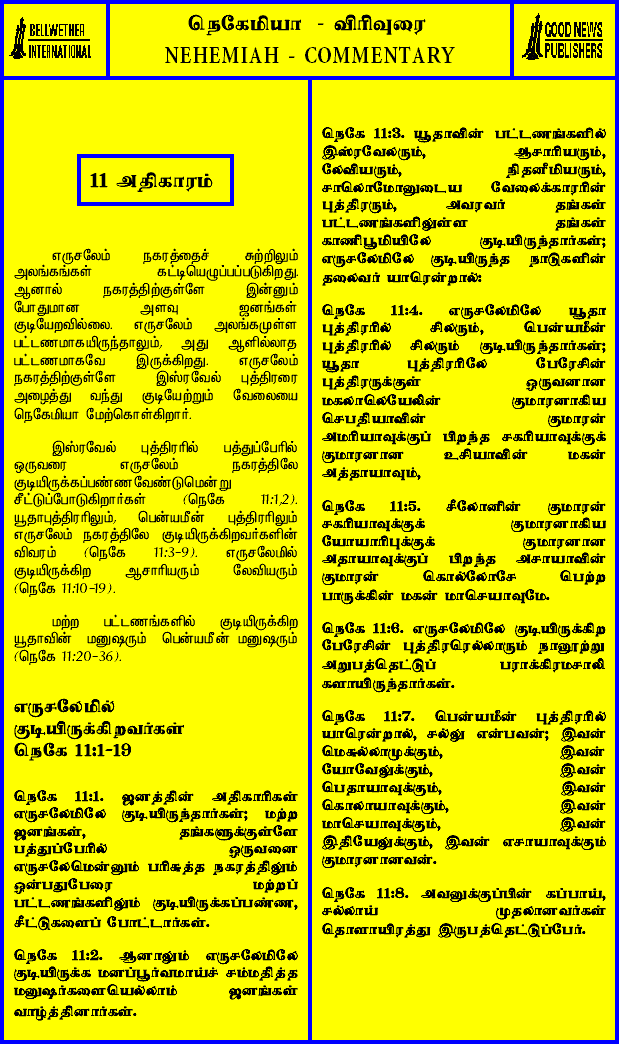 BELLWETHER
INTERNATIONAL
நெகேமியா - விரிவுரை
NEHEMIAH - COMMENTARY
GOOD NEWS
PUBLISHERS
11 அதிகாரம்
எருசலேம் நகரத்தைச் சுற்றிலும்
அலங்கங்கள் கட்டியெழுப்பப்படுகிறது.
ஆனால் நகரத்திற்குள்ளே இன்னும்
போதுமான அளவு ஜனங்கள்
குடியேறவில்லை. எருசலேம் அலங்கமுள்ள
பட்டணமாகயிருந்தாலும், அது ஆளில்லாத
பட்டணமாகவே இருக்கிறது. எருசலேம்
நகரத்திற்குள்ளே இஸ்ரவேல் புத்திரரை
அழைத்து வந்து குடியேற்றும் வேலையை
நெகேமியா மேற்கொள்கிறார்.
இஸ்ரவேல் புத்திரரில் பத்துப்பேரில்
ஒருவரை எருசலேம் நகரத்திலே
குடியிருக்கப்பண்ணவேண்டுமென்று
சீட்டுப்போடுகிறார்கள் (நெகே 11:1,2).
யூதாபுத்திரரிலும், பென்யமீன் புத்திரரிலும்
எருசலேம் நகரத்திலே குடியிருக்கிறவர்களின்
விவரம் (நெகே 11:3-9). எருசலேமில்
குடியிருக்கிற ஆசாரியரும் லேவியரும்
(நெகே 11:10-19).
மற்ற பட்டணங்களில் குடியிருக்கிற
யூதாவின் மனுஷரும் பென்யமீன் மனுஷரும்
(நெகே 11:20-36).
எருசலேமில்
குடியிருக்கிறவர்கள்
நெகே 11:1-19
நெகே 11:1. ஜனத்தின் அதிகாரிகள்
எருசலேமிலே குடியிருந்தார்கள்; மற்ற
ஜனங்கள், தங்களுக்குள்ளே
பத்துப்பேரில் ஒருவனை
எருசலேமென்னும் பரிசுத்த நகரத்திலும்
ஒன்பதுபேரை மற்றப்
பட்டணங்களிலும் குடியிருக்கப்பண்ண,
சீட்டுகளைப் போட்டார்கள்.
நெகே 11:2. ஆனாலும் எருசலேமிலே
குடியிருக்க மனப்பூர்வமாய்ச் சம்மதித்த
மனுஷர்களையெல்லாம் ஜனங்கள்
வாழ்த்தினார்கள்.
நெகே 11:3. யூதாவின் பட்டணங்களில்
இஸ்ரவேலரும், ஆசாரியரும்,
லேவியரும், நிதனீமியரும்,
சாலொமோனுடைய வேலைக்காரரின்
புத்திரரும், அவரவர் தங்கள்
பட்டணங்களிலுள்ள தங்கள்
காணிபூமியிலே குடியிருந்தார்கள்;
எருசலேமிலே குடியிருந்த நாடுகளின்
தலைவர் யாரென்றால்:
நெகே 11:4. எருசலேமிலே யூதா
புத்திரரில் சிலரும், பென்யமீன்
புத்திரரில் சிலரும் குடியிருந்தார்கள்;
யூதா புத்திரரிலே பேரேசின்
புத்திரருக்குள் ஒருவனான
மகலாலெயேலின் குமாரனாகிய
செபதியாவின் குமாரன்
அமரியாவுக்குப் பிறந்த சகரியாவுக்குக்
குமாரனான உசியாவின் மகன்
அத்தாயாவும்,
நெகே 11:5. சீலோனின் குமாரன்
சகரியாவுக்குக் குமாரனாகிய
யோயாரிபுக்குக் குமாரனான
அதாயாவுக்குப் பிறந்த அசாயாவின்
குமாரன் கொல்லோசே பெற்ற
பாருக்கின் மகன் மாசெயாவுமே.
நெகே 11:6. எருசலேமிலே குடியிருக்கிற
பேரேசின் புத்திரரெல்லாரும் நானூற்று
அறுபத்தெட்டுப் பராக்கிரமசாலி
களாயிருந்தார்கள்.
நெகே 11:7. பென்யமீன் புத்திரரில்
யாரென்றால், சல்லு என்பவன்; இவன்
மெசுல்லாமுக்கும், இவன்
யோவேலுக்கும், இவன்
பெதாயாவுக்கும், இவன்
கொலாயாவுக்கும், இவன்
மாசெயாவுக்கும், இவன்
இதியேலுக்கும், இவன் எசாயாவுக்கும்
குமாரனானவன்.
நெகே 11:8. அவனுக்குப்பின் கப்பாய்,
சல்லாய் முதலானவர்கள்
தொளாயிரத்து இருபத்தெட்டுப்பேர்.